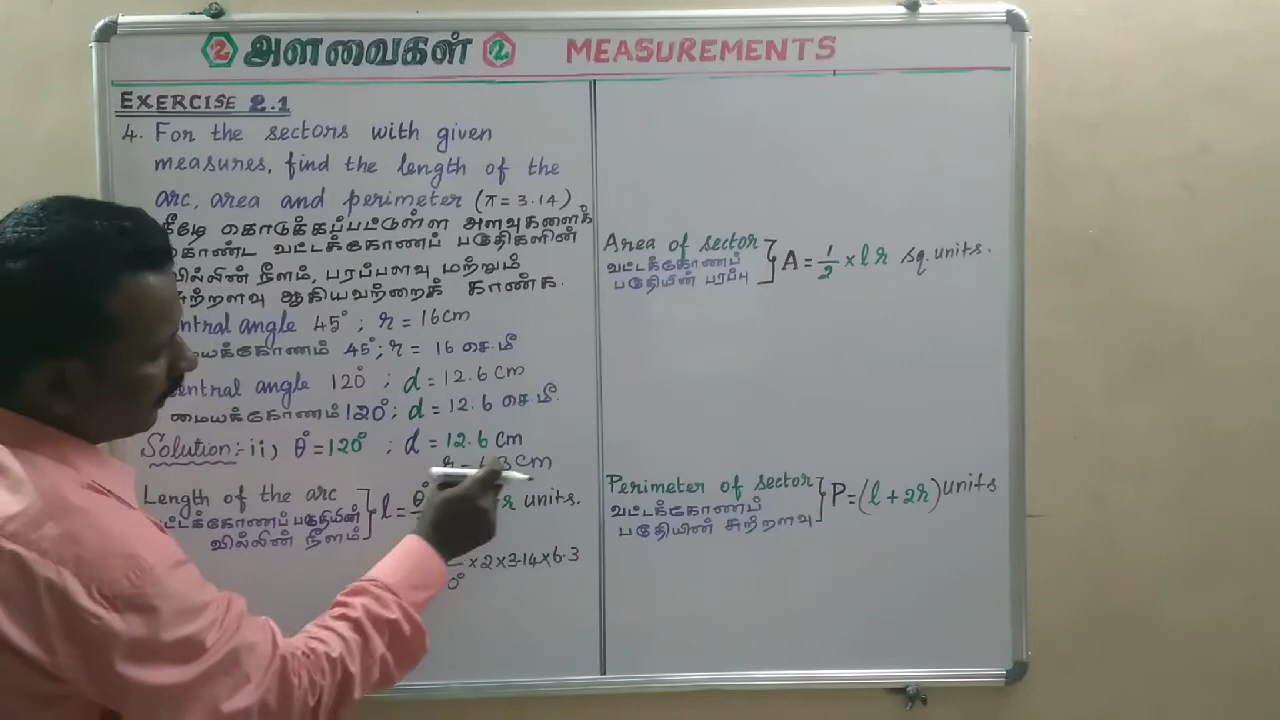 2 அளவைகள் 2 MEASUREMENTS
EXERCISE 2.1
4. For the sectors with given
measures, find the length of the
arc, area and perimeter (π = 3.14)
கீழே கொடுக்கப்பட்டுள்ள அளவுகளைக்
கொண்ட வட்டக்கோணப் பகுதிகளின்
வில்லின் நீளம், பரப்பளவு மற்றும்
சுற்றளவு ஆகியவற்றைக் காண்க.
central angle 45° ; r = 16cm
மையக்கோணம் 45°; r = 16 செ.மீ
central angle 120° ; d = 12.6 cm
மையக்கோணம் 120°; d = 12.6 செ.மீ.
Solution:- ii) θ° = 120° ; d = 12.6 cm
cm
Length of the arc
வட்டக்கோணப் பகுதியின்
வில்லின் நீளம் } l = θ° r units.
0° × 2 × 3.14 × 6.3
Area of sector
வட்டக்கோணப்
பகுதியின் பரப்பு } A = 1/2 × l r sq. units.
Perimeter of sector
வட்டக்கோணப்
பகுதியின் சுற்றளவு } P = (l + 2r) units